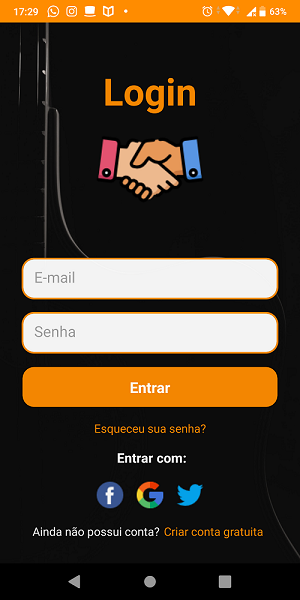 17:29
63%
Login
E-mail
Senha
Entrar
Esqueceu sua senha?
Entrar com:
Ainda não possui conta? Criar conta gratuita